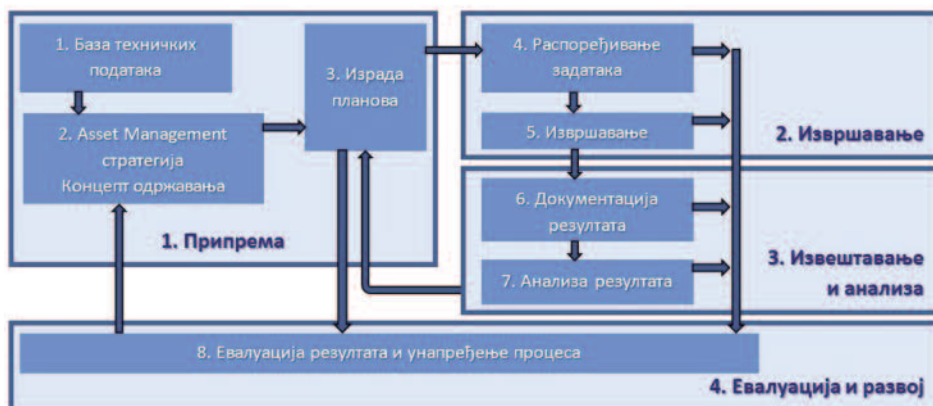 1. База техничких
података
2. Asset Management
стратегија
Концепт одржавања
3. Израда
планова
1. Припрема
4. Распоређивање
задатака
5. Извршавање
2. Извршавање
6. Документација
резултата
7. Анализа резултата
3. Извештавање
и анализа
8. Евалуација резултата и унапређење процеса
4. Евалуација и развој